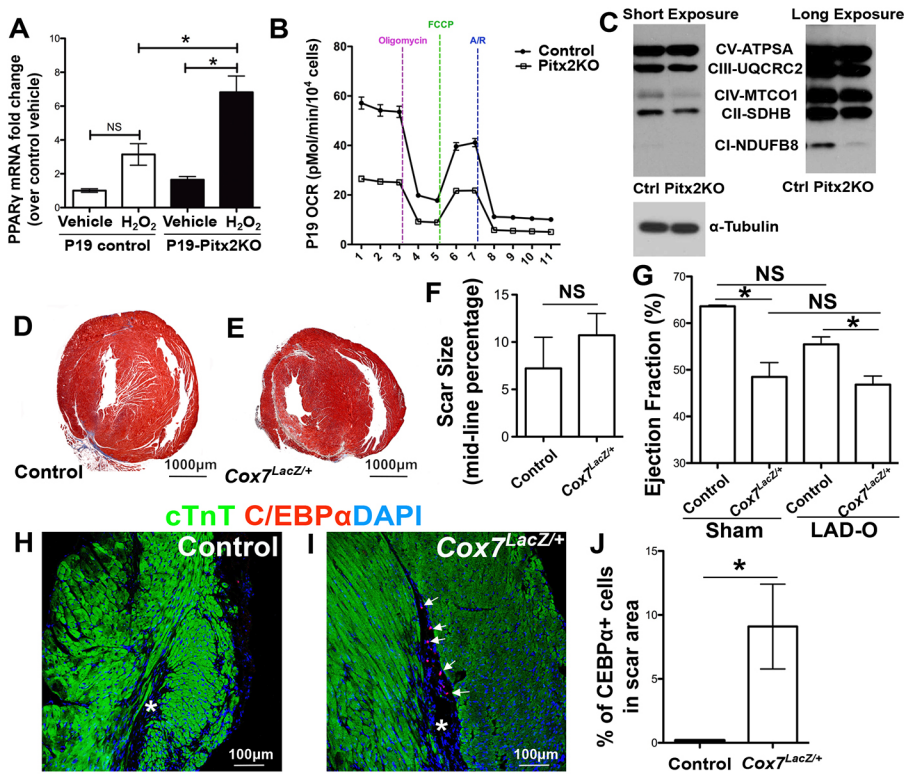 A
PPARγ mRNA fold change
(over control vehicle)
10
8
6
4
2
0
NS
*
*
Vehicle H₂O₂ Vehicle H₂O₂
P19 control P19-Pitx2KO
B
P19 OCR (pMol/min/10⁴ cells)
80
60
40
20
0
Oligomycin
FCCP
A/R
Control
Pitx2KO
1 2 3 4 5 6 7 8 9 10 11
C
Short Exposure Long Exposure
CV-ATPSA
CIII-UQCRC2
CIV-MTCO1
CII-SDHB
CI-NDUFB8
Ctrl Pitx2KO Ctrl Pitx2KO
α-Tubulin
D
Control
1000μm
E
Cox7LacZ/+
1000μm
F
Scar Size
(mid-line percentage)
15
10
5
0
NS
Control Cox7LacZ/+
G
Ejection Fraction (%)
70
60
50
40
30
NS
*
NS
*
Control Cox7LacZ/+ Control Cox7LacZ/+
Sham LAD-O
cTnT C/EBPαDAPI
H
Control
*
100μm
I
Cox7LacZ/+
*
100μm
J
% of CEBPα+ cells
in scar area
15
10
5
0
*
Control Cox7LacZ/+